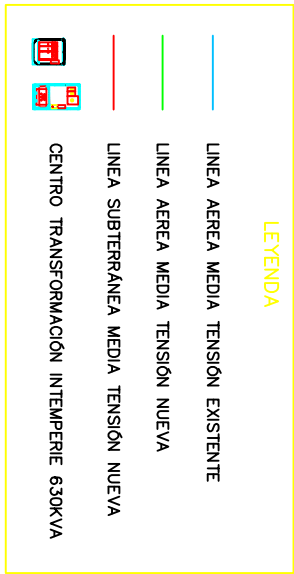 LEYENDA
LINEA AEREA MEDIA TENSIÓN EXISTENTE
LINEA AEREA MEDIA TENSIÓN NUEVA
LINEA SUBTERRÁNEA MEDIA TENSIÓN NUEVA
CENTRO TRANSFORMACIÓN INTEMPERIE 630KVA